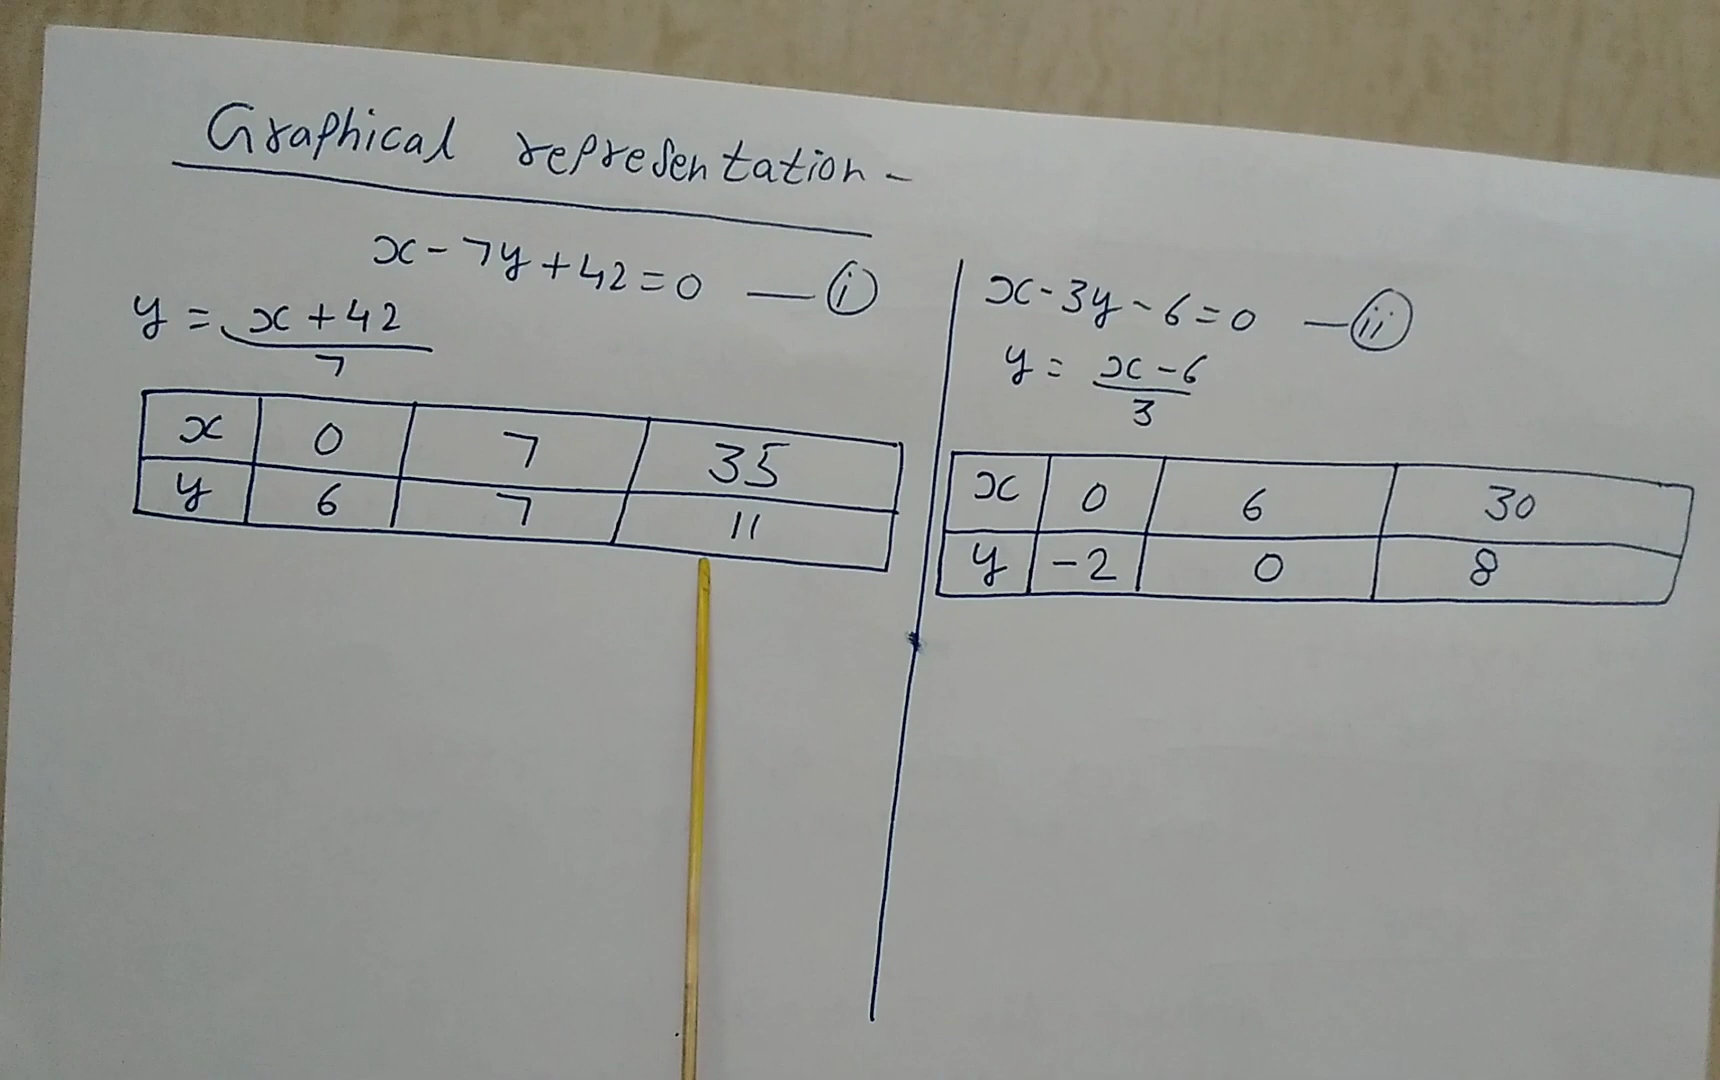 Graphical representation -
x - 7y + 42 = 0 — (i)
y = x + 42 / 7
x 0 7 35
y 6 7 11
x - 3y - 6 = 0 — (ii)
y = x - 6 / 3
x 0 6 30
y -2 0 8